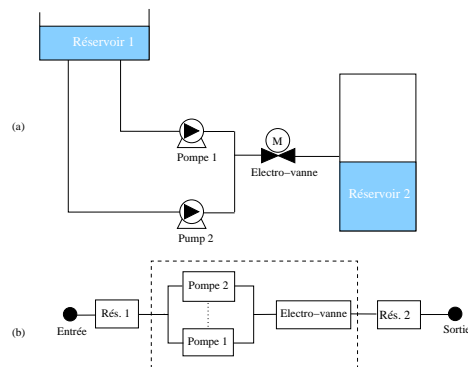 Réservoir 1
(a)
M
Pompe 1
Electro-vanne
Réservoir 2
Pump 2
Pompe 2
Rés. 1
Electro-vanne
Rés. 2
Entrée
Sortie
(b)
Pompe 1